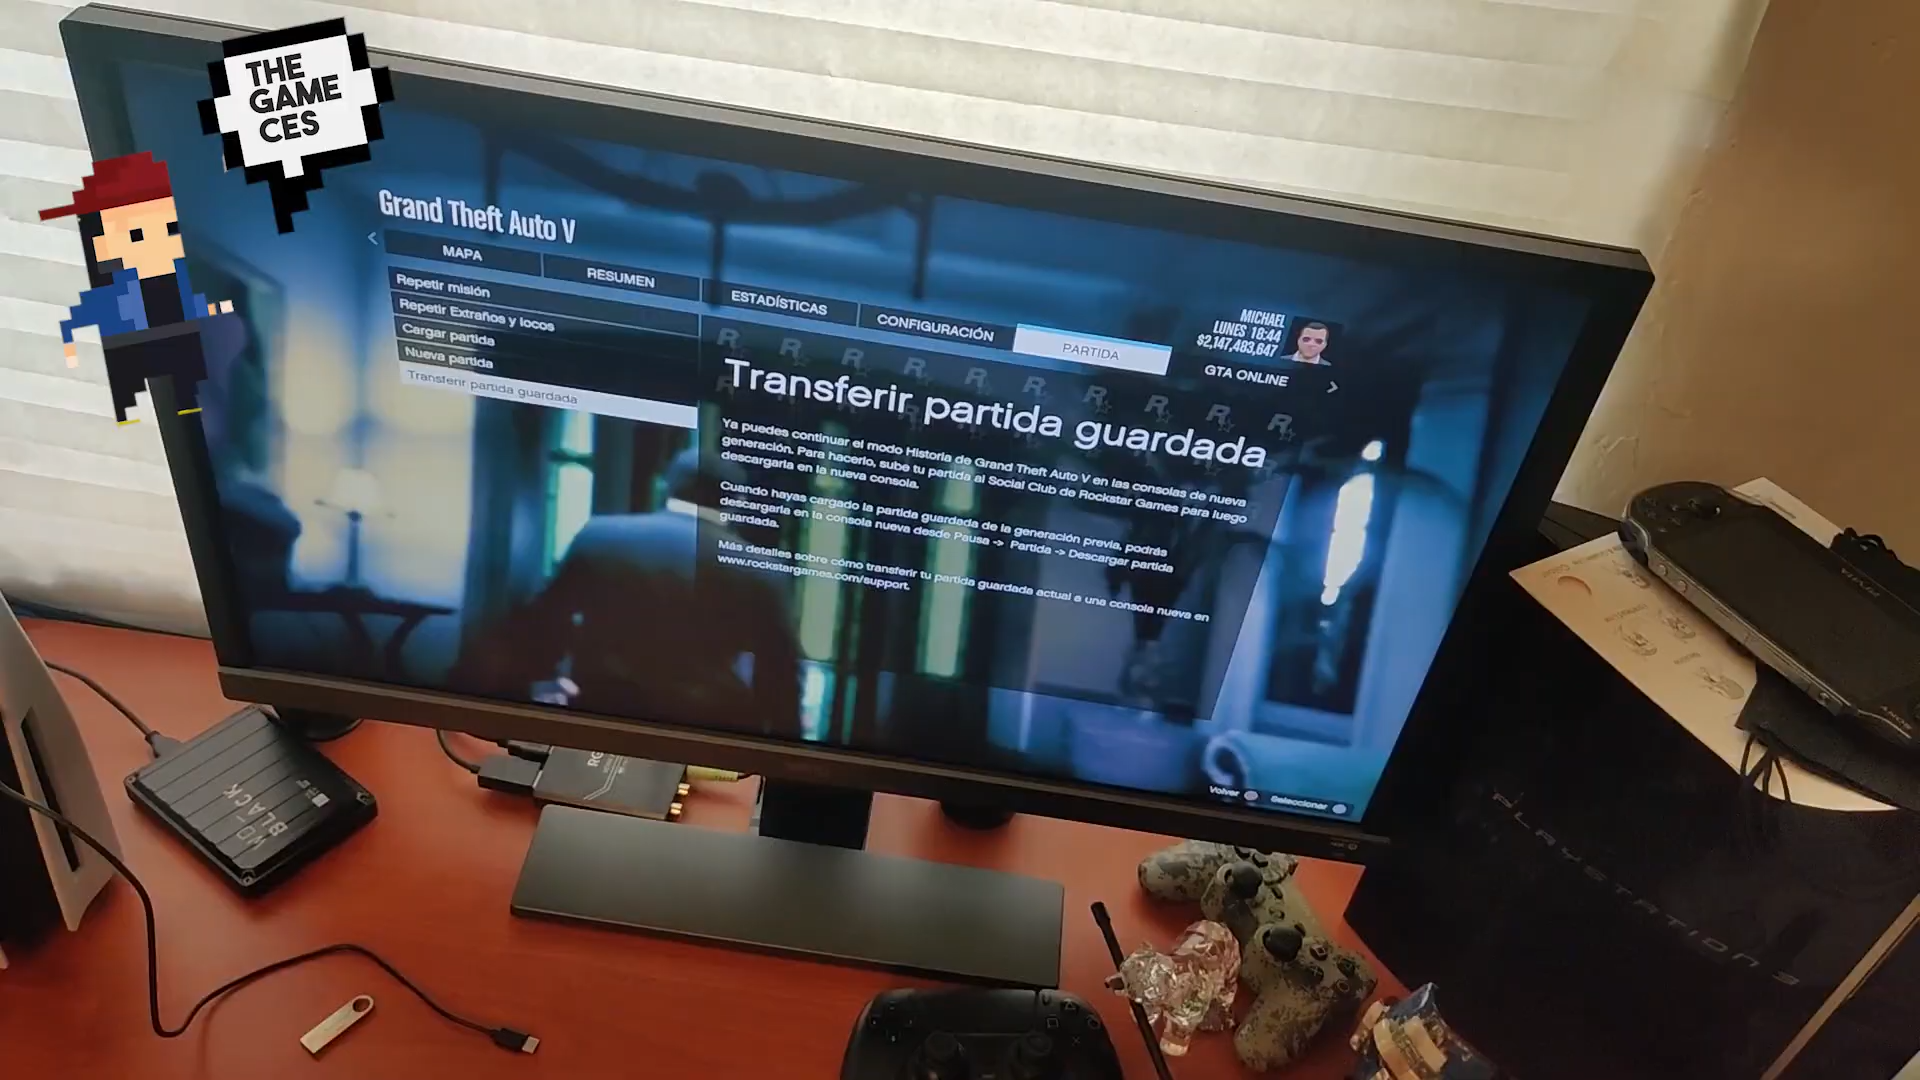 THE
GAME
CES
Grand Theft Auto V
MAPA
RESUMEN
ESTADÍSTICAS
CONFIGURACIÓN
PARTIDA
GTA ONLINE
MICHAEL
LUNES 18:44
$2,147,483,647
Repetir misión
Repetir Extraños y locos
Cargar partida
Nueva partida
Transferir partida guardada
Transferir partida guardada
Ya puedes continuar el modo Historia de Grand Theft Auto V en las consolas de nueva
generación. Para hacerlo, sube tu partida al Social Club de Rockstar Games para luego
descargarla en la nueva consola.
Cuando hayas cargado la partida guardada de la generación previa, podrás
descargarla en la consola nueva desde Pausa -> Partida -> Descargar partida
guardada.
Más detalles sobre cómo transferir tu partida guardada actual a una consola nueva en
www.rockstargames.com/support.
Volver
Seleccionar
WD_
BLACK
PSVITA
SONY
PLAYSTATION 3